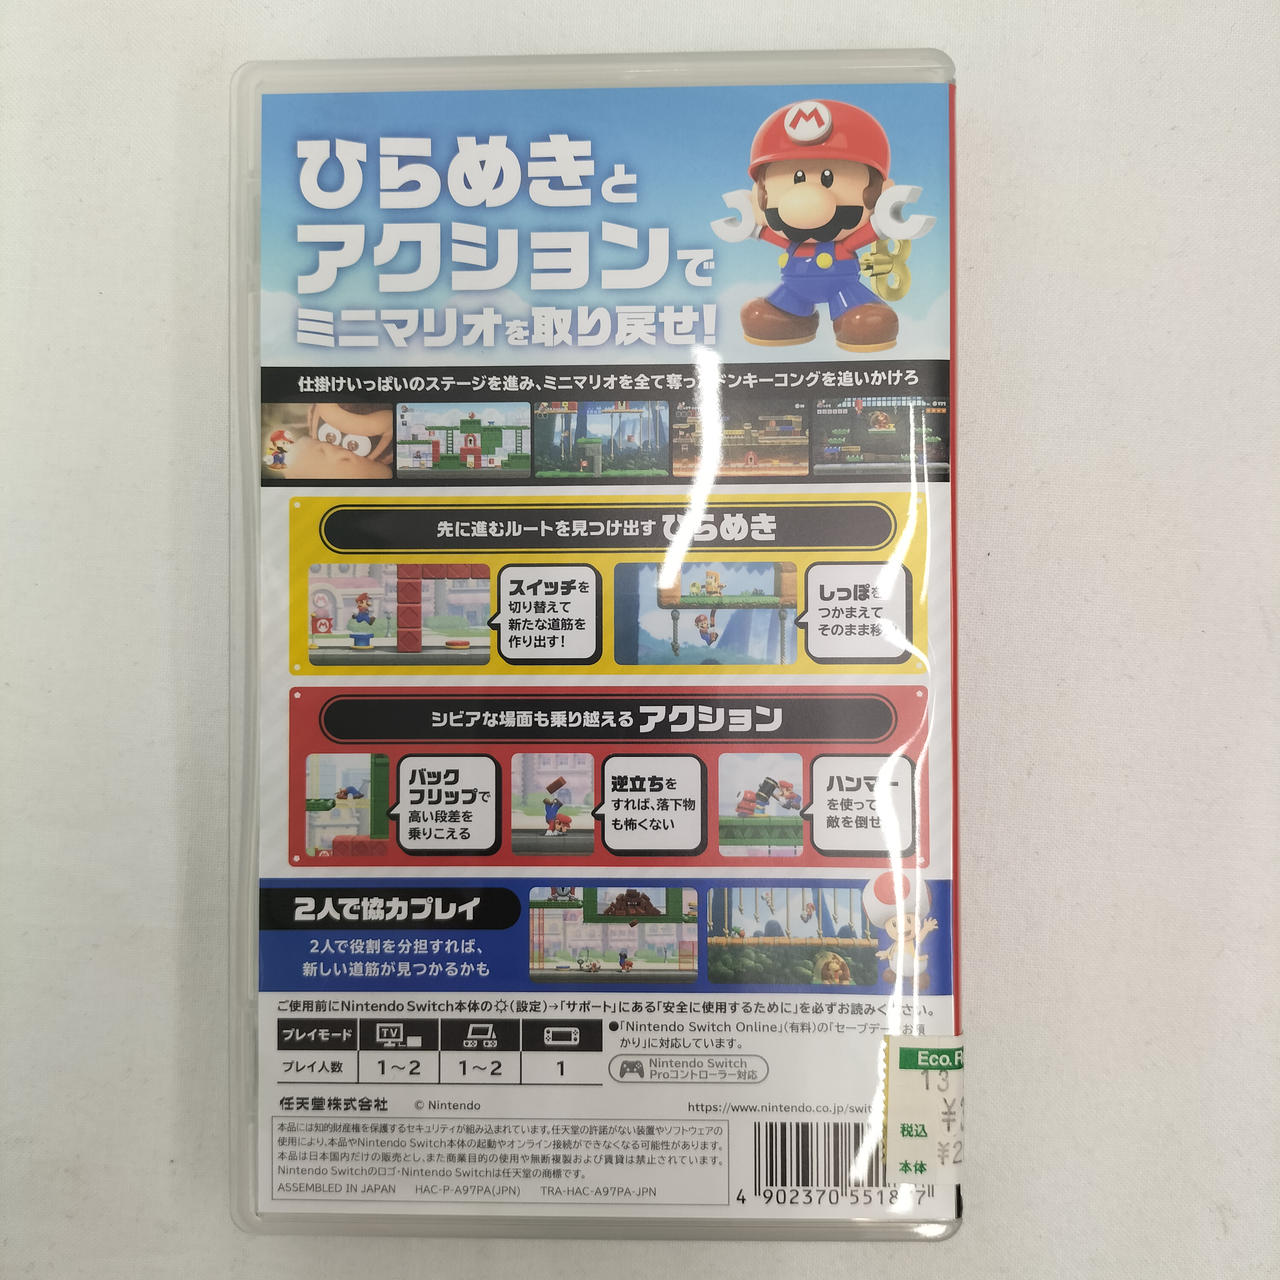 ひらめきと
アクションで
ミニマリオを取り戻せ!
仕掛けいっぱいのステージを進み、ミニマリオを全て奪っ ドンキーコングを追いかけろ
先に進むルートを見つけ出す ひらめき
スイッチを
切り替えて
新たな道筋を
作り出す!
しっぽを
つかまえて
そのまま移
シビアな場面も乗り越える アクション
バック
フリップで
高い段差を
乗りこえる
逆立ちを
すれば、落下物
も怖くない
ハンマー
を使って
敵を倒せ
2人で協力プレイ
2人で役割を分担すれば、
新しい道筋が見つかるかも
ご使用前にNintendo Switch本体の(設定)→「サポート」にある「安全に使用するために」を必ずお読みください。
プレイモード TV
プレイ人数 1~2 1~2 1
●「Nintendo Switch Online」(有料)の「セーブデータお預
かり」に対応しています。
Nintendo Switch
Proコントローラー対応
任天堂株式会社 © Nintendo
https://www.nintendo.co.jp/swit
本品には知的財産権を保護するセキュリティが組み込まれています。任天堂の許諾がない装置やソフトウェアの
使用により、本品やNintendo Switch本体の起動やオンライン接続ができなくなる可能性があります。
本品は日本国内だけの販売とし、また商業目的の使用や無断複製および賃貸は禁止されています。
Nintendo Switchのロゴ・Nintendo Switchは任天堂の商標です。
ASSEMBLED IN JAPAN HAC-P-A97PA(JPN) TRA-HAC-A97PA-JPN
4 902370 5518 7
Eco.R
13
税込 ¥
本体 ¥2